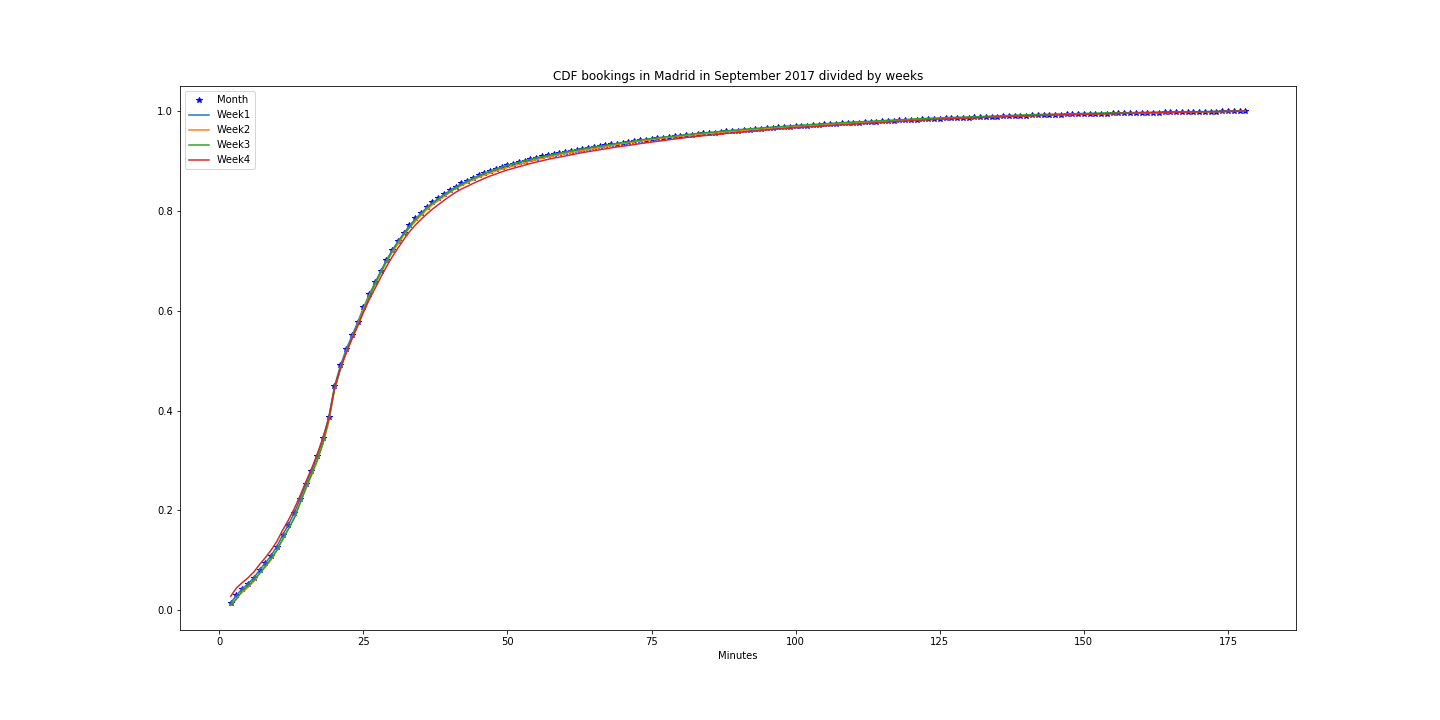 CDF bookings in Madrid in September 2017 divided by weeks
Month
Week1
Week2
Week3
Week4
1.0
0.8
0.6
0.4
0.2
0.0
0 25 50 75 100 125 150 175
Minutes